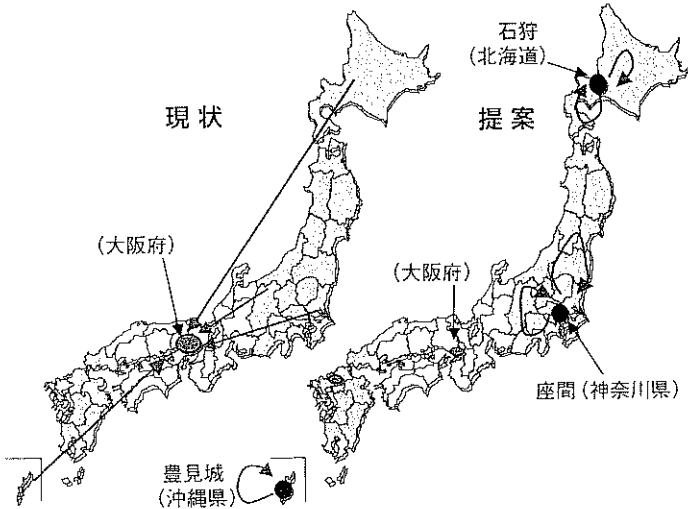 現状
(大阪府)
石狩
(北海道)
提案
(大阪府)
座間(神奈川県)
豊見城
(沖縄県)